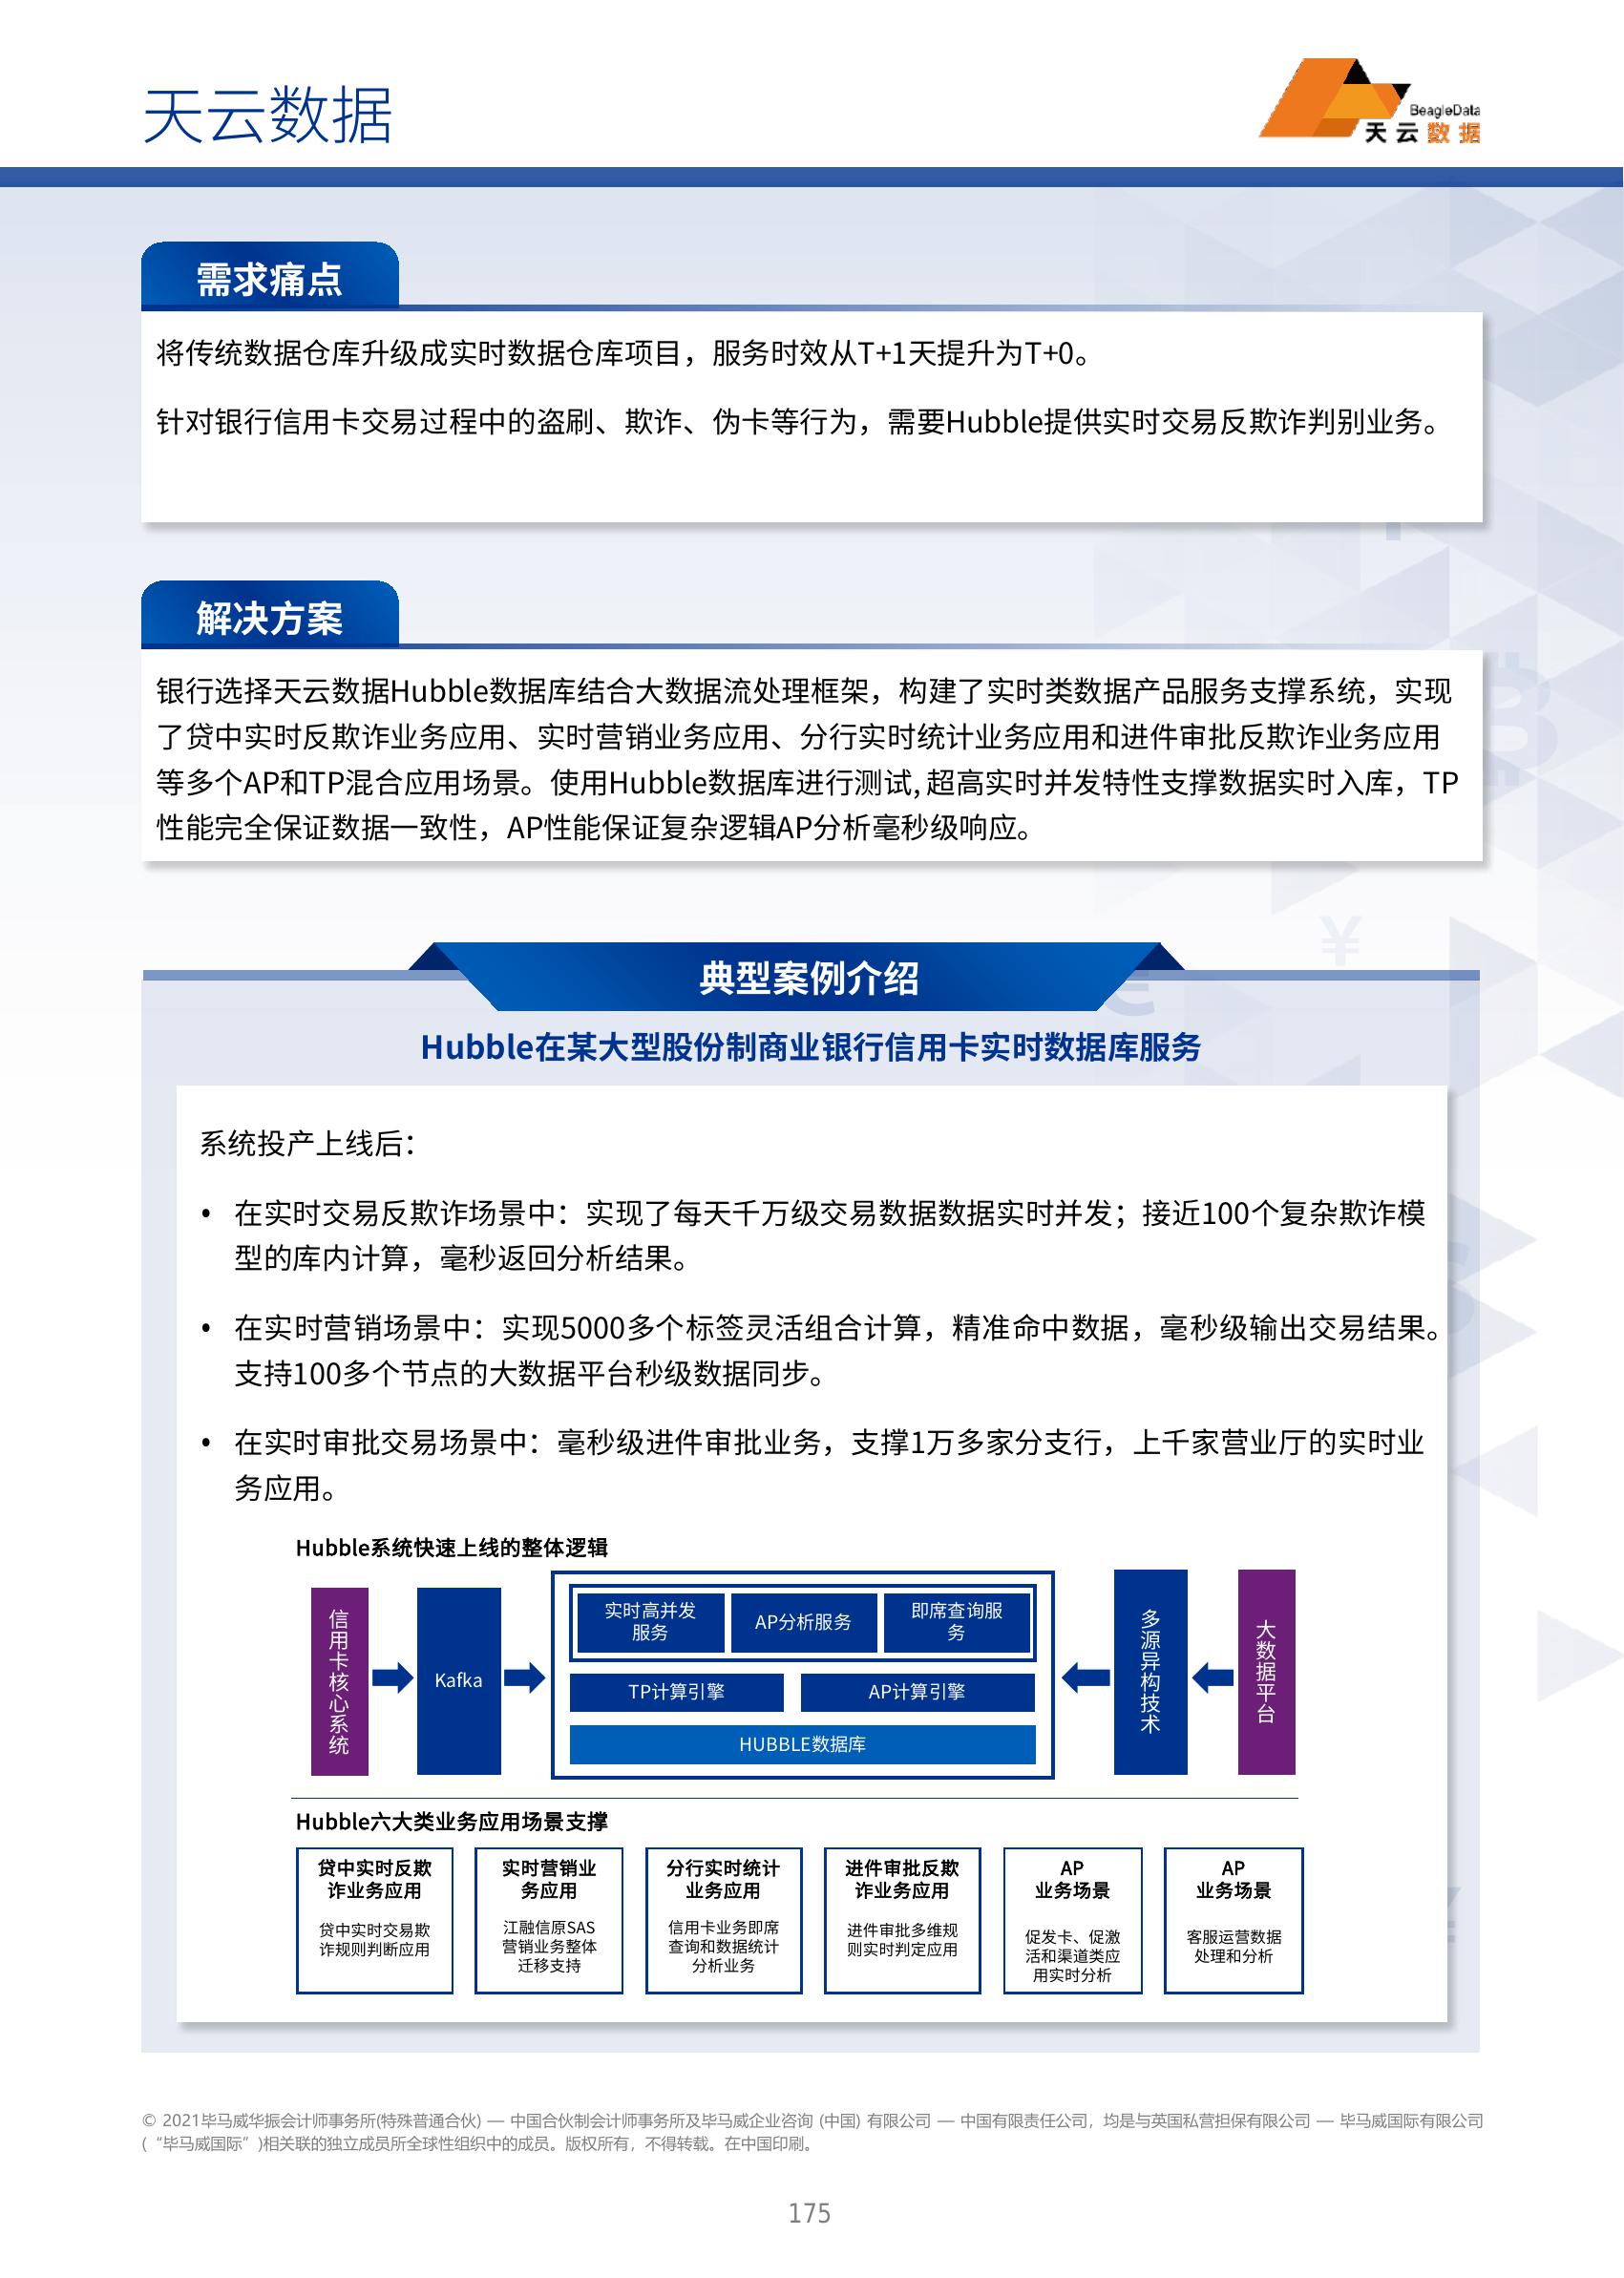 天云数据
BeagleData
天云数据
需求痛点
将传统数据仓库升级成实时数据仓库项目，服务时效从T+1天提升为T+0。
针对银行信用卡交易过程中的盗刷、欺诈、伪卡等行为，需要Hubble提供实时交易反欺诈判别业务。
解决方案
银行选择天云数据Hubble数据库结合大数据流处理框架，构建了实时类数据产品服务支撑系统，实现
了贷中实时反欺诈业务应用、实时营销业务应用、分行实时统计业务应用和进件审批反欺诈业务应用
等多个AP和TP混合应用场景。使用Hubble数据库进行测试,超高实时并发特性支撑数据实时入库，TP
性能完全保证数据一致性，AP性能保证复杂逻辑AP分析毫秒级响应。
典型案例介绍
Hubble在某大型股份制商业银行信用卡实时数据库服务
系统投产上线后：
• 在实时交易反欺诈场景中：实现了每天千万级交易数据数据实时并发；接近100个复杂欺诈模
型的库内计算，毫秒返回分析结果。
• 在实时营销场景中：实现5000多个标签灵活组合计算，精准命中数据，毫秒级输出交易结果。
支持100多个节点的大数据平台秒级数据同步。
• 在实时审批交易场景中：毫秒级进件审批业务，支撑1万多家分支行，上千家营业厅的实时业
务应用。
Hubble系统快速上线的整体逻辑
信用卡核心系统
Kafka
实时高并发
服务
AP分析服务
即席查询服
务
TP计算引擎
AP计算引擎
HUBBLE数据库
多源异构技术
大数据平台
Hubble六大类业务应用场景支撑
贷中实时反欺
诈业务应用
贷中实时交易欺
诈规则判断应用
实时营销业
务应用
江融信原SAS
营销业务整体
迁移支持
分行实时统计
业务应用
信用卡业务即席
查询和数据统计
分析业务
进件审批反欺
诈业务应用
进件审批多维规
则实时判定应用
AP
业务场景
促发卡、促激
活和渠道类应
用实时分析
AP
业务场景
客服运营数据
处理和分析
© 2021毕马威华振会计师事务所(特殊普通合伙) — 中国合伙制会计师事务所及毕马威企业咨询 (中国) 有限公司 — 中国有限责任公司，均是与英国私营担保有限公司 — 毕马威国际有限公司
(“毕马威国际”)相关联的独立成员所全球性组织中的成员。版权所有，不得转载。在中国印刷。
175